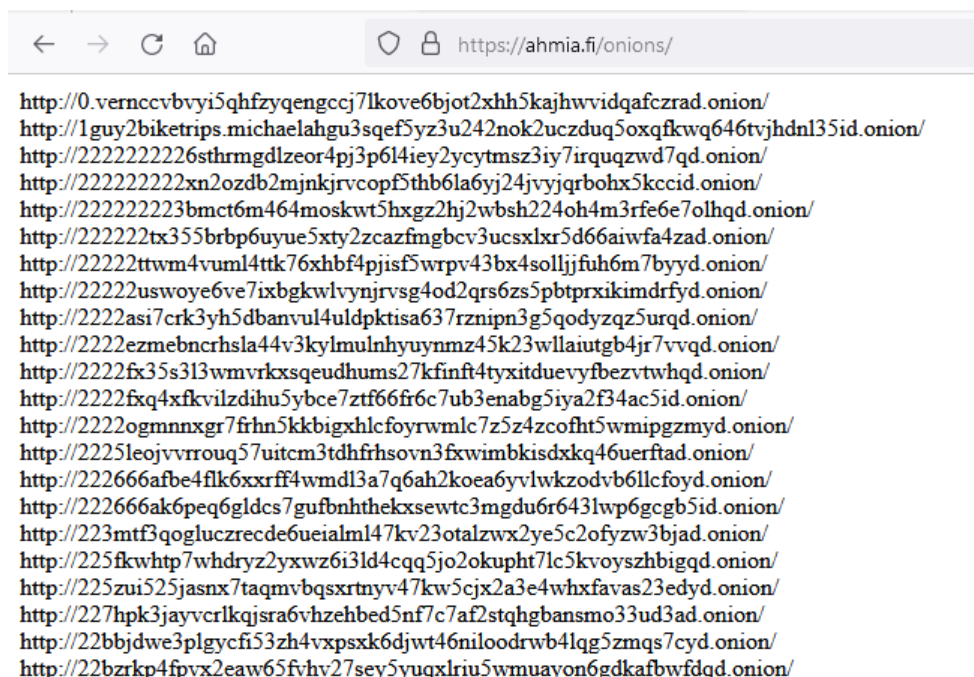 https://ahmia.fi/onions/
http://0.vernccvbvyi5qhfzyqengccj7lkove6bjot2xhh5kajhwvidqafczrad.onion/
http://1guy2biketrips.michaelahgu3sqef5yz3u242nok2uczduq5oxqfkwq646tvjhdnl35id.onion/
http://2222222226sthrmgdlzeor4pj3p6l4iey2ycytmsz3iy7irquqzwd7qd.onion/
http://222222222xn2ozdb2mjnkjrvcopf5thb6la6yj24jvyjqrbohx5kccid.onion/
http://222222223bmct6m464moskwt5hxgz2hj2wbsh224oh4m3rfe6e7olhqd.onion/
http://222222tx355brbp6uyue5xty2zcazfmgbcv3ucsxlxr5d66aiwfa4zad.onion/
http://22222ttwm4vuml4ttk76xhbf4pjisf5wrpv43bx4solljjfuh6m7byyd.onion/
http://22222uswoye6ve7ixbgkwlvynjrvsg4od2qrs6zs5pbtprxikimdrfyd.onion/
http://2222asi7crk3yh5dbanvul4uldpktisa637rznipn3g5qodyzqz5urqd.onion/
http://2222ezmebncrhsla44v3kylmulnhyuynmz45k23wllaiutgb4jr7vvqd.onion/
http://2222fx35s3l3wmvrkxsqeudhums27kfinft4tyxitduevyfbezvtwhqd.onion/
http://2222fxq4xfkvilzdihu5ybce7ztf66fr6c7ub3enabg5iya2f34ac5id.onion/
http://2222ogmnnxgr7frhn5kkbigxhlcfoyrwmlc7z5z4zcofht5wmipgzmyd.onion/
http://2225leojvvrrouq57uitcm3tdhfrhsovn3fxwimbkisdxkq46uerftad.onion/
http://222666afbe4flk6xxrff4wmdl3a7q6ah2koea6yvlwkzodvb6llcfoyd.onion/
http://222666ak6peq6gldcs7gufbnhthekxsewtc3mgdu6r643lwp6gcgb5id.onion/
http://223mtf3qogluczrecde6ueialml47kv23otalzwx2ye5c2ofyzw3bjad.onion/
http://225fkwhtp7whdryz2yxwz6i3ld4cqq5jo2okupht7lc5kvoyszhbigqd.onion/
http://225zui525jasnx7taqmvbqsxrtnyv47kw5cjx2a3e4whxfavas23edyd.onion/
http://227hpk3jayvcrlkqjsra6vhzehbed5nf7c7af2stqhgbansmo33ud3ad.onion/
http://22bbjdwe3plgycfi53zh4vxpsxk6djwt46niloodrwb4lqg5zmqs7cyd.onion/
http://22bzrkp4fpvx2eaw65fvhv27sey5yuqxlriu5wmuayon6gdkafbwfdqd.onion/